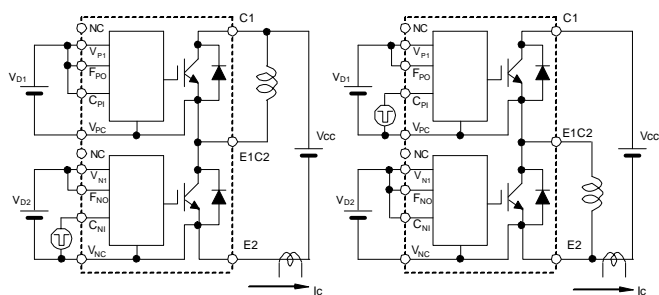 NC
VP1
FPO
CPI
VPC
NC
VN1
FNO
CNI
VNC
VD1
VD2
C1
E1C2
E2
VCC
IC
NC
VP1
FPO
CPI
VPC
NC
VN1
FNO
CNI
VNC
VD1
VD2
C1
E1C2
E2
VCC
IC